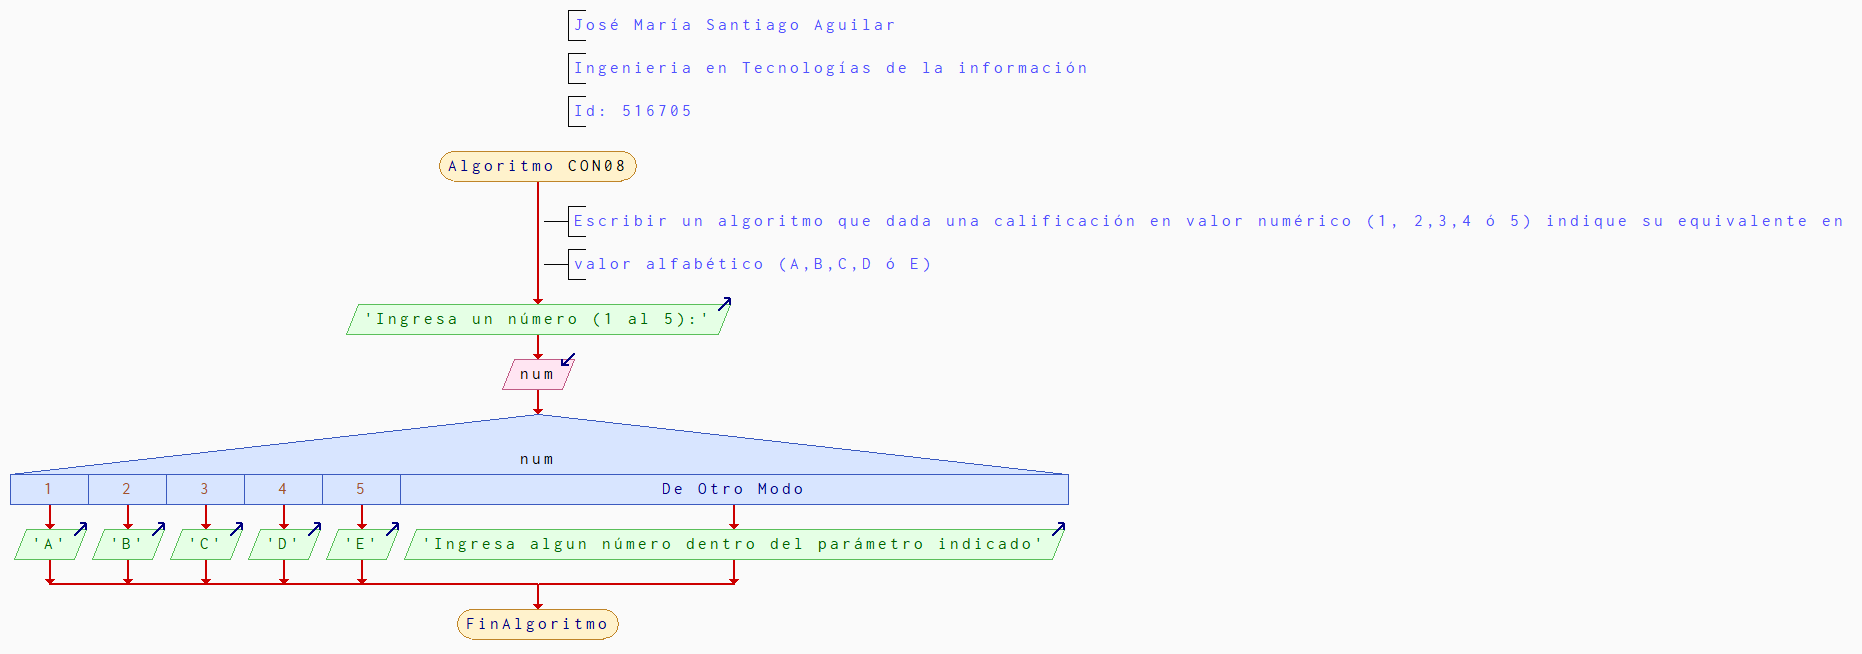 José María Santiago Aguilar
Ingenieria en Tecnologías de la información
Id: 516705
Algoritmo CON08
Escribir un algoritmo que dada una calificación en valor numérico (1, 2,3,4 ó 5) indique su equivalente en
valor alfabético (A,B,C,D ó E)
'Ingresa un número (1 al 5):'
num
num
1 2 3 4 5 De Otro Modo
'A' 'B' 'C' 'D' 'E' 'Ingresa algun número dentro del parámetro indicado'
FinAlgoritmo